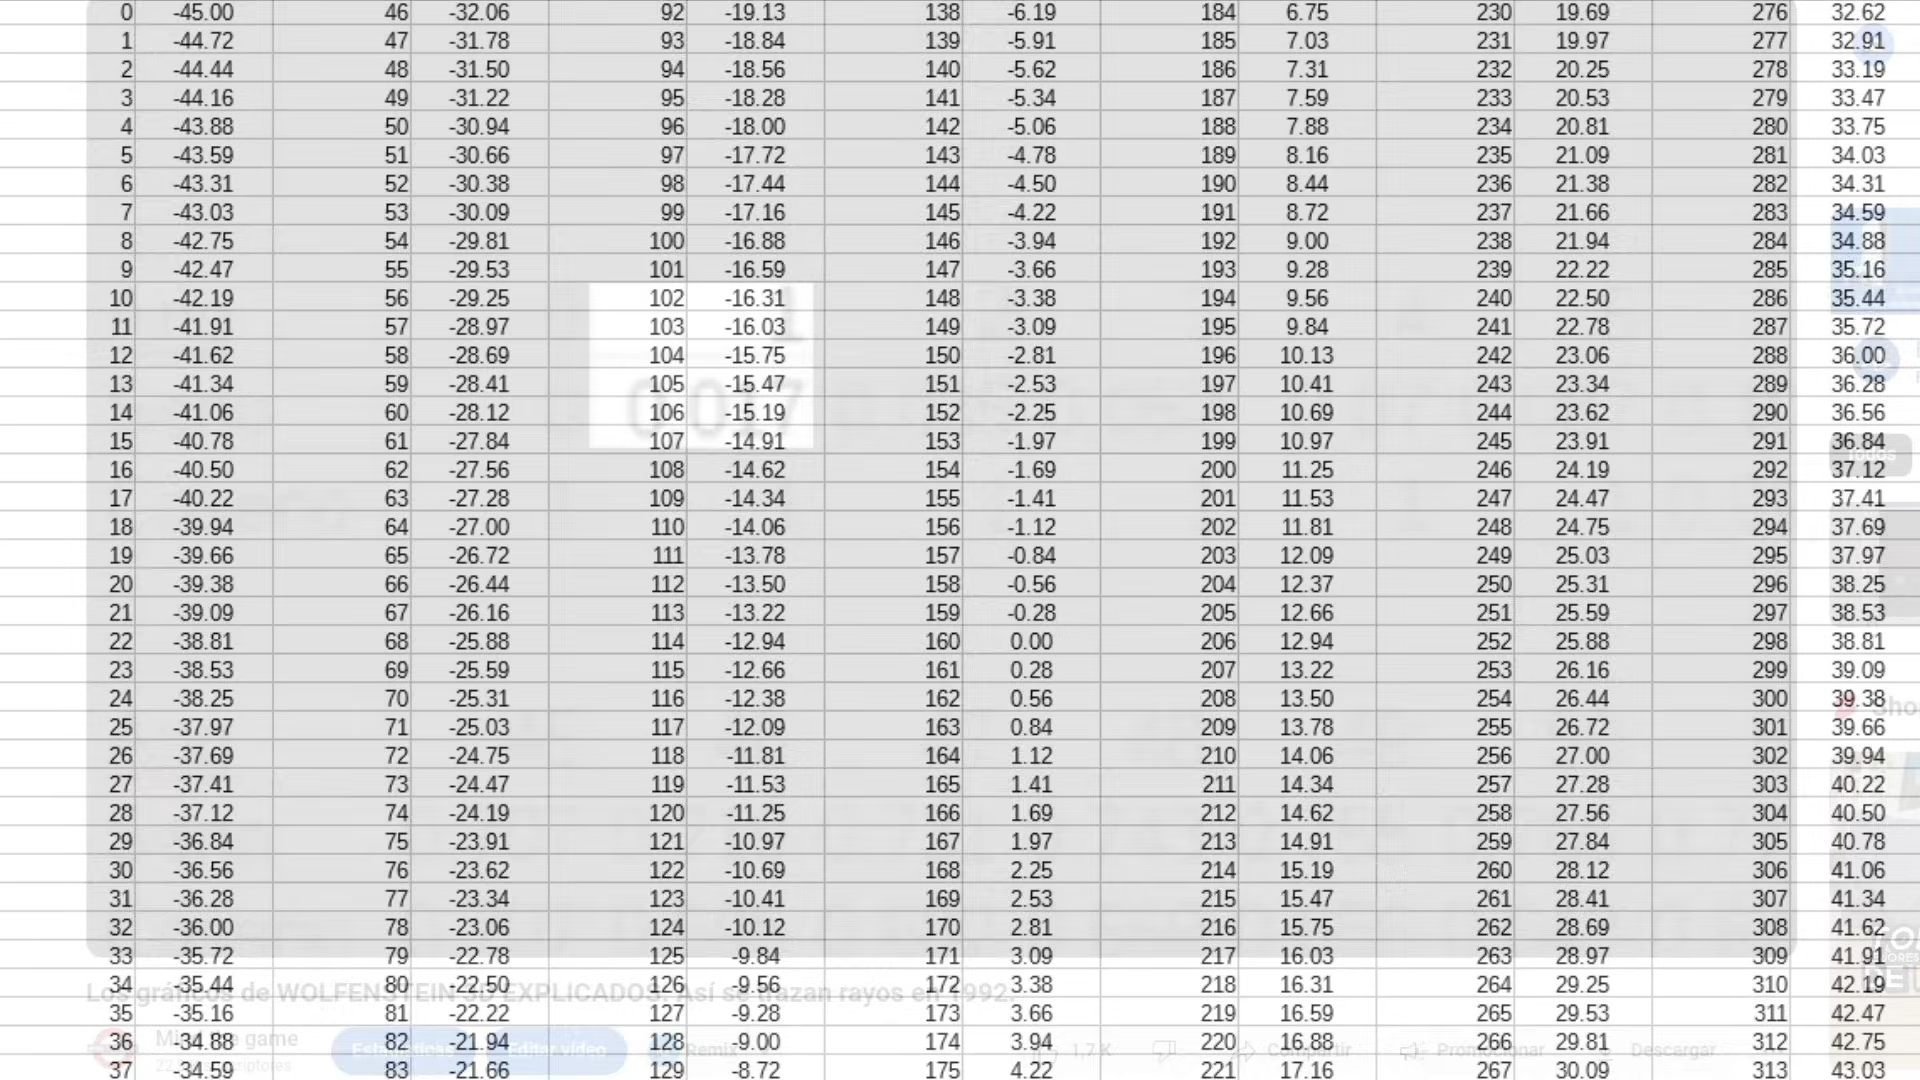 0 -45.00 46 -32.06 92 -19.13 138 -6.19 184 6.75 230 19.69 276 32.62
1 -44.72 47 -31.78 93 -18.84 139 -5.91 185 7.03 231 19.97 277 32.91
2 -44.44 48 -31.50 94 -18.56 140 -5.62 186 7.31 232 20.25 278 33.19
3 -44.16 49 -31.22 95 -18.28 141 -5.34 187 7.59 233 20.53 279 33.47
4 -43.88 50 -30.94 96 -18.00 142 -5.06 188 7.88 234 20.81 280 33.75
5 -43.59 51 -30.66 97 -17.72 143 -4.78 189 8.16 235 21.09 281 34.03
6 -43.31 52 -30.38 98 -17.44 144 -4.50 190 8.44 236 21.38 282 34.31
7 -43.03 53 -30.09 99 -17.16 145 -4.22 191 8.72 237 21.66 283 34.59
8 -42.75 54 -29.81 100 -16.88 146 -3.94 192 9.00 238 21.94 284 34.88
9 -42.47 55 -29.53 101 -16.59 147 -3.66 193 9.28 239 22.22 285 35.16
10 -42.19 56 -29.25 102 -16.31 148 -3.38 194 9.56 240 22.50 286 35.44
11 -41.91 57 -28.97 103 -16.03 149 -3.09 195 9.84 241 22.78 287 35.72
12 -41.62 58 -28.69 104 -15.75 150 -2.81 196 10.13 242 23.06 288 36.00
13 -41.34 59 -28.41 105 -15.47 151 -2.53 197 10.41 243 23.34 289 36.28
14 -41.06 60 -28.12 106 -15.19 152 -2.25 198 10.69 244 23.62 290 36.56
15 -40.78 61 -27.84 107 -14.91 153 -1.97 199 10.97 245 23.91 291 36.84
16 -40.50 62 -27.56 108 -14.62 154 -1.69 200 11.25 246 24.19 292 37.12
17 -40.22 63 -27.28 109 -14.34 155 -1.41 201 11.53 247 24.47 293 37.41
18 -39.94 64 -27.00 110 -14.06 156 -1.12 202 11.81 248 24.75 294 37.69
19 -39.66 65 -26.72 111 -13.78 157 -0.84 203 12.09 249 25.03 295 37.97
20 -39.38 66 -26.44 112 -13.50 158 -0.56 204 12.37 250 25.31 296 38.25
21 -39.09 67 -26.16 113 -13.22 159 -0.28 205 12.66 251 25.59 297 38.53
22 -38.81 68 -25.88 114 -12.94 160 0.00 206 12.94 252 25.88 298 38.81
23 -38.53 69 -25.59 115 -12.66 161 0.28 207 13.22 253 26.16 299 39.09
24 -38.25 70 -25.31 116 -12.38 162 0.56 208 13.50 254 26.44 300 39.38
25 -37.97 71 -25.03 117 -12.09 163 0.84 209 13.78 255 26.72 301 39.66
26 -37.69 72 -24.75 118 -11.81 164 1.12 210 14.06 256 27.00 302 39.94
27 -37.41 73 -24.47 119 -11.53 165 1.41 211 14.34 257 27.28 303 40.22
28 -37.12 74 -24.19 120 -11.25 166 1.69 212 14.62 258 27.56 304 40.50
29 -36.84 75 -23.91 121 -10.97 167 1.97 213 14.91 259 27.84 305 40.78
30 -36.56 76 -23.62 122 -10.69 168 2.25 214 15.19 260 28.12 306 41.06
31 -36.28 77 -23.34 123 -10.41 169 2.53 215 15.47 261 28.41 307 41.34
32 -36.00 78 -23.06 124 -10.12 170 2.81 216 15.75 262 28.69 308 41.62
33 -35.72 79 -22.78 125 -9.84 171 3.09 217 16.03 263 28.97 309 41.91
34 -35.44 80 -22.50 126 -9.56 172 3.38 218 16.31 264 29.25 310 42.19
Los gráficos de WOLFENSTEIN 3D EXPLICADOS. Así se trazan rayos en 1992.
35 -35.16 81 -22.22 127 -9.28 173 3.66 219 16.59 265 29.53 311 42.47
36 -34.88 82 -21.94 128 -9.00 174 3.94 220 16.88 266 29.81 312 42.75
game Estadísticas Editar vídeo Remix 1,7 K Compartir Promocionar Descargar
37 -34.59 83 -21.66 129 -8.72 175 4.22 221 17.16 267 30.09 313 43.03
Todos
0.017